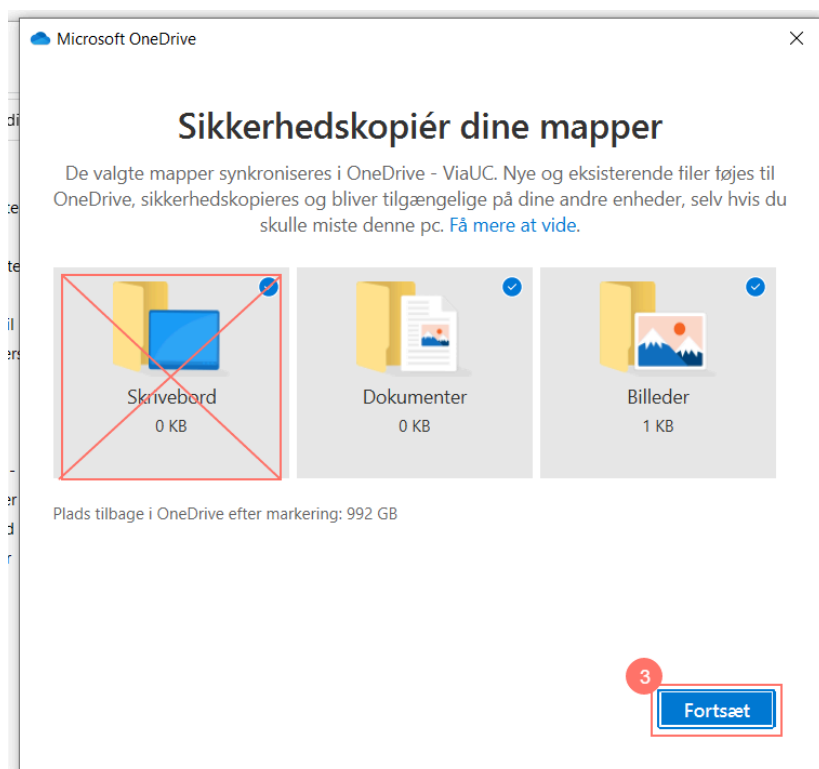 Microsoft OneDrive
Sikkerhedskopiér dine mapper
De valgte mapper synkroniseres i OneDrive - ViaUC. Nye og eksisterende filer føjes til
OneDrive, sikkerhedskopieres og bliver tilgængelige på dine andre enheder, selv hvis du
skulle miste denne pc. Få mere at vide.
Skrivebord
0 KB
Dokumenter
0 KB
Billeder
1 KB
Plads tilbage i OneDrive efter markering: 992 GB
3
Fortsæt